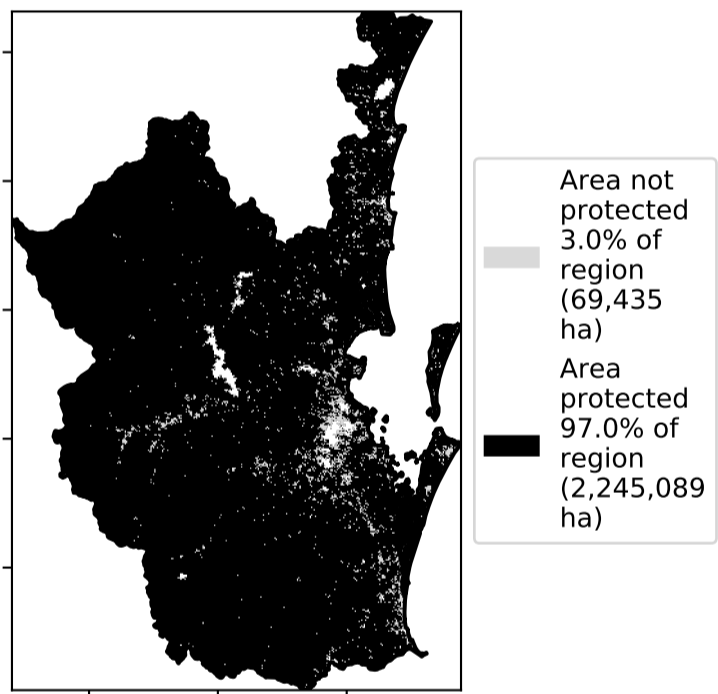 Area not
protected
3.0% of
region
(69,435
ha)
Area
protected
97.0% of
region
(2,245,089
ha)